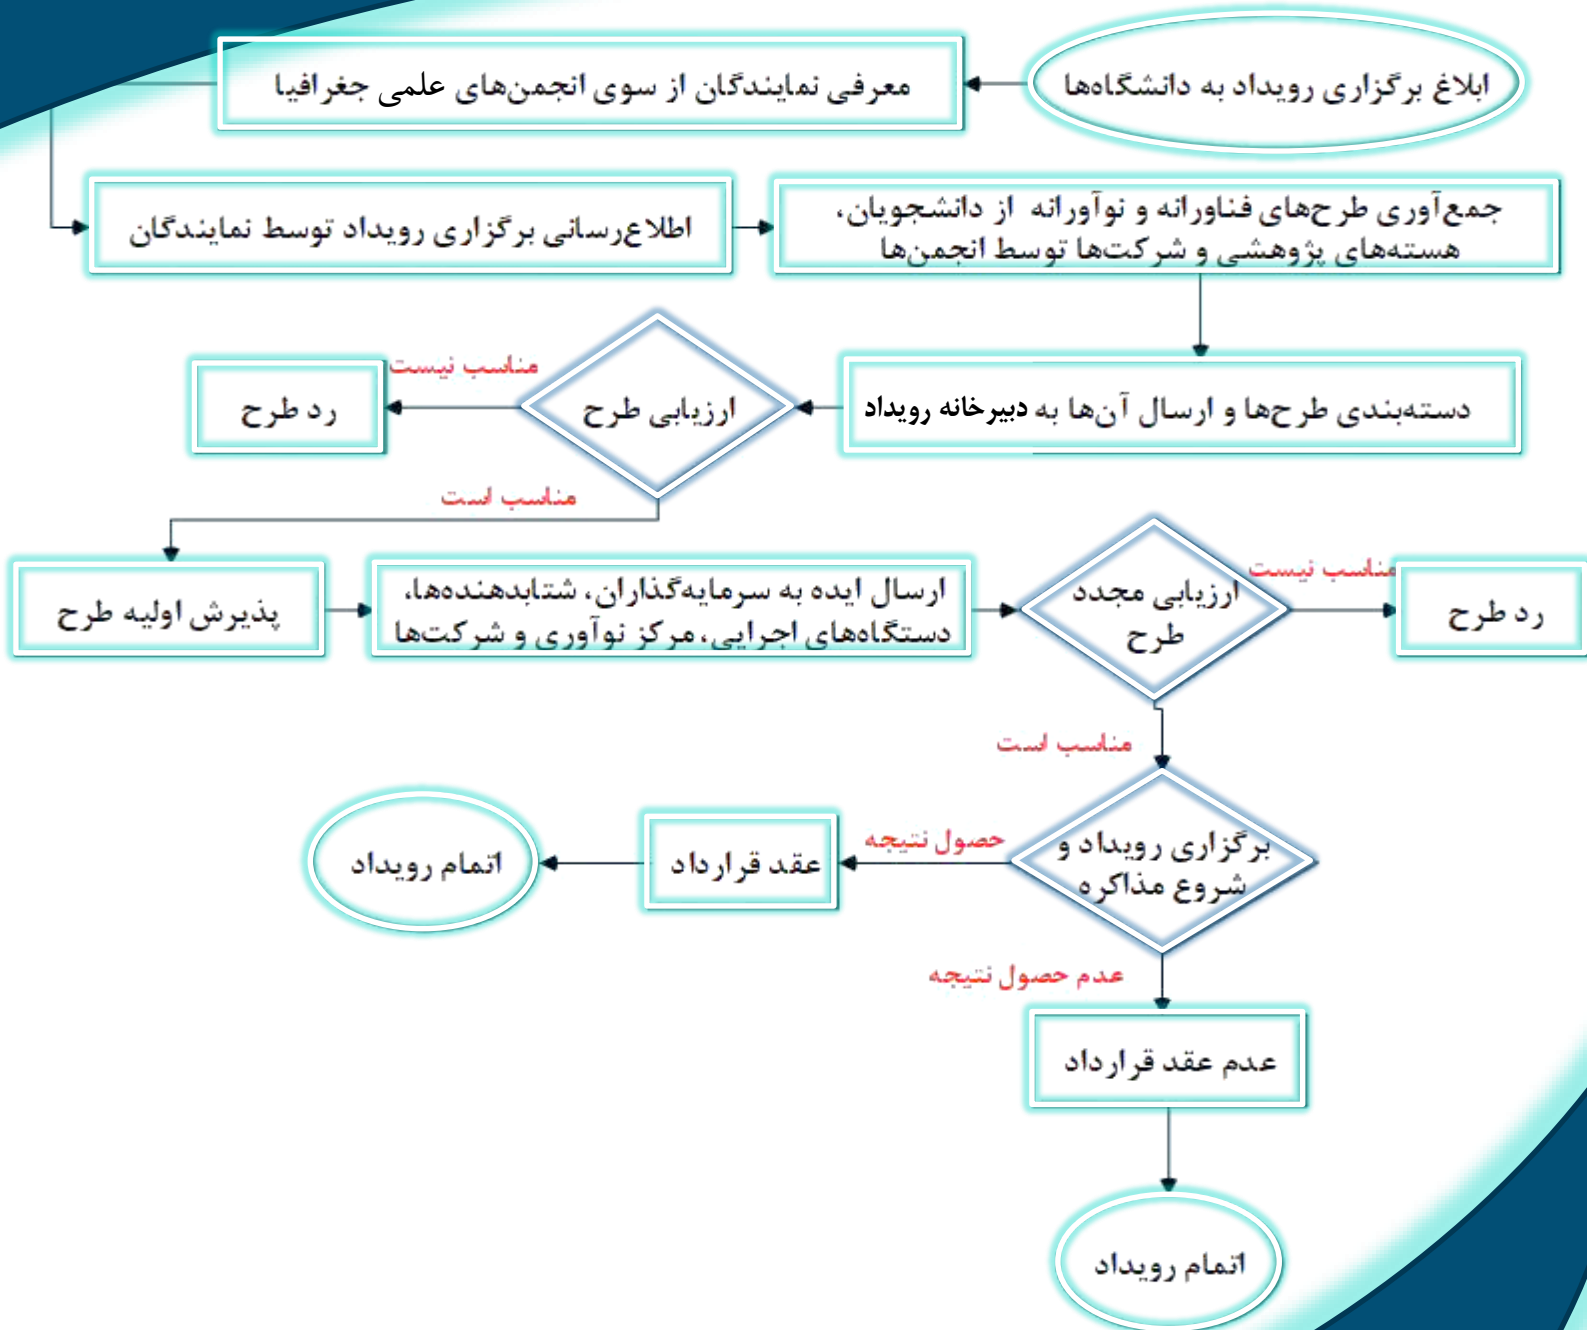 ابلاغ برگزاری رویداد به دانشگاه‌ها
معرفی نمایندگان از سوی انجمن‌های علمی جغرافیا
اطلاع‌رسانی برگزاری رویداد توسط نمایندگان
جمع‌آوری طرح‌های فناورانه و نوآورانه از دانشجویان،
هسته‌های پژوهشی و شرکت‌ها توسط انجمن‌ها
دسته‌بندی طرح‌ها و ارسال آن‌ها به دبیرخانه رویداد
ارزیابی طرح
مناسب نیست
رد طرح
مناسب است
پذیرش اولیه طرح
ارسال ایده به سرمایه‌گذاران، شتابدهنده‌ها،
دستگاه‌های اجرایی، مرکز نوآوری و شرکت‌ها
ارزیابی مجدد
طرح
مناسب نیست
رد طرح
مناسب است
برگزاری رویداد و
شروع مذاکره
حصول نتیجه
عقد قرارداد
اتمام رویداد
عدم حصول نتیجه
عدم عقد قرارداد
اتمام رویداد